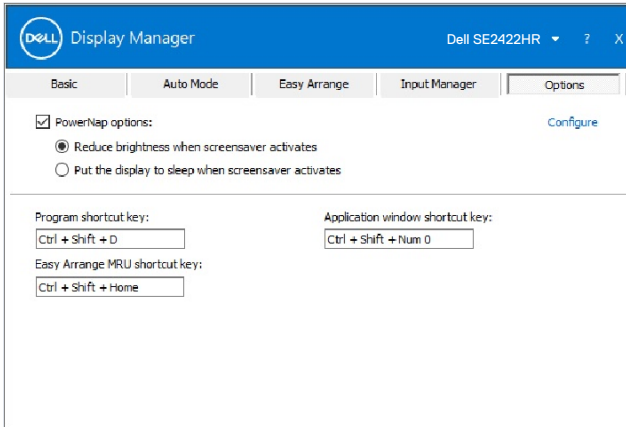 DELL Display Manager Dell SE2422HR ? X
Basic Auto Mode Easy Arrange Input Manager Options
PowerNap options: Configure
Reduce brightness when screensaver activates
Put the display to sleep when screensaver activates
Program shortcut key: Application window shortcut key:
Ctrl + Shift + D Ctrl + Shift + Num 0
Easy Arrange MRU shortcut key:
Ctrl + Shift + Home